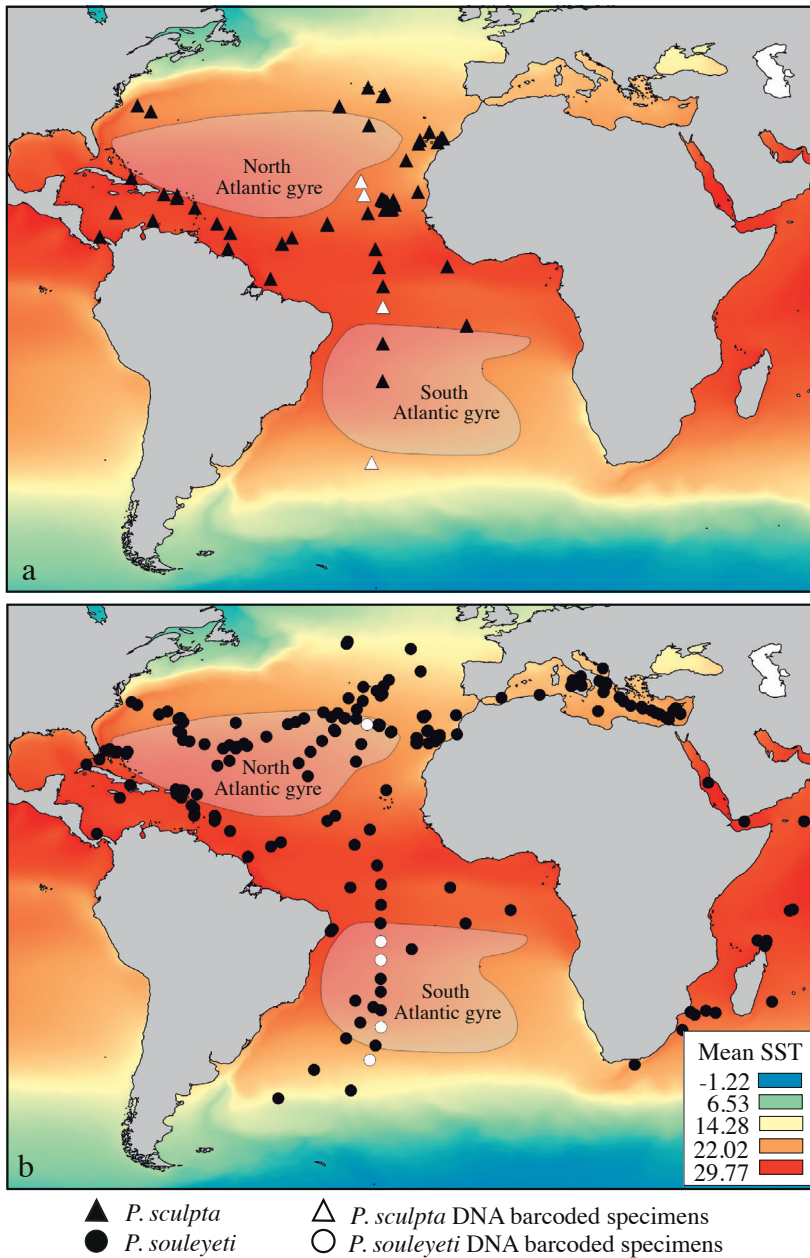 North
Atlantic gyre
South
Atlantic gyre
a
North
Atlantic gyre
South
Atlantic gyre
Mean SST
-1.22
6.53
14.28
22.02
29.77
b
P. sculpta
P. sculpta DNA barcoded specimens
P. souleyeti
P. souleyeti DNA barcoded specimens